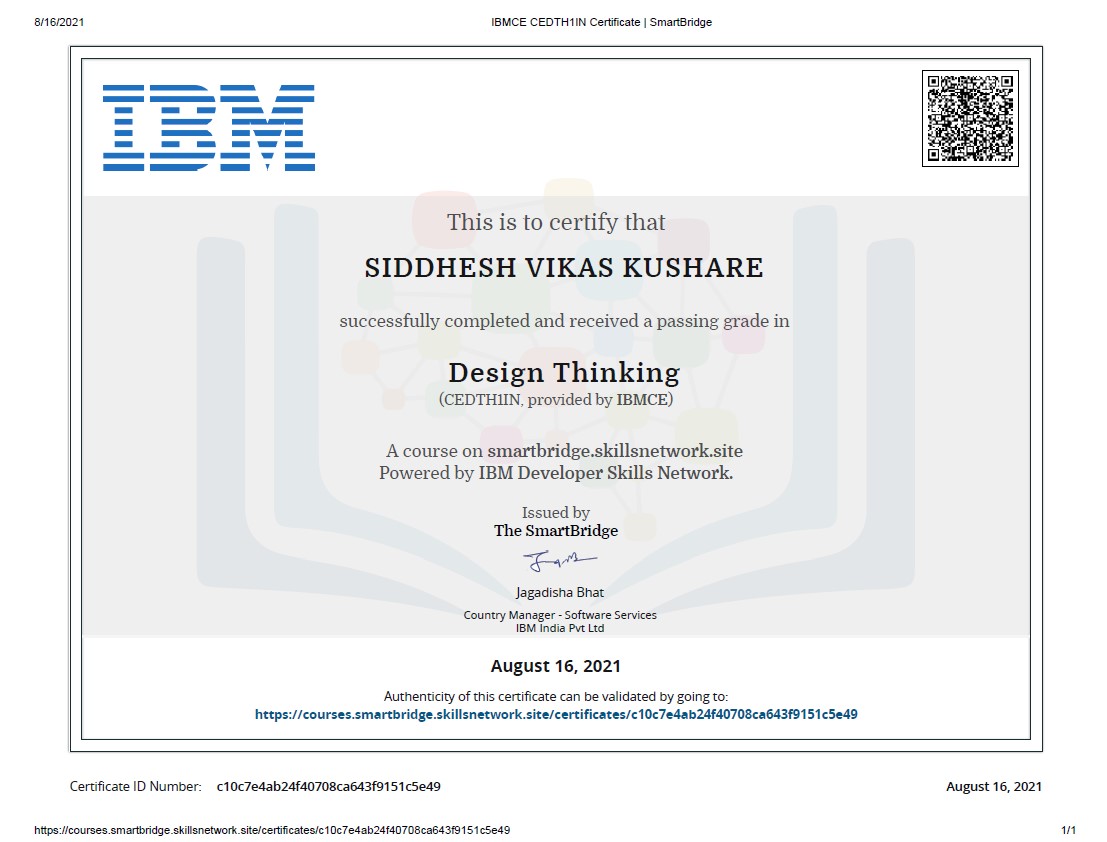 8/16/2021
IBMCE CEDTH1IN Certificate | SmartBridge
IBM
This is to certify that
SIDDHESH VIKAS KUSHARE
successfully completed and received a passing grade in
Design Thinking
(CEDTH1IN, provided by IBMCE)
A course on smartbridge.skillsnetwork.site
Powered by IBM Developer Skills Network.
Issued by
The SmartBridge
Jagadisha Bhat
Country Manager - Software Services
IBM India Pvt Ltd
August 16, 2021
Authenticity of this certificate can be validated by going to:
https://courses.smartbridge.skillsnetwork.site/certificates/c10c7e4ab24f40708ca643f9151c5e49
Certificate ID Number: c10c7e4ab24f40708ca643f9151c5e49
August 16, 2021
https://courses.smartbridge.skillsnetwork.site/certificates/c10c7e4ab24f40708ca643f9151c5e49
1/1